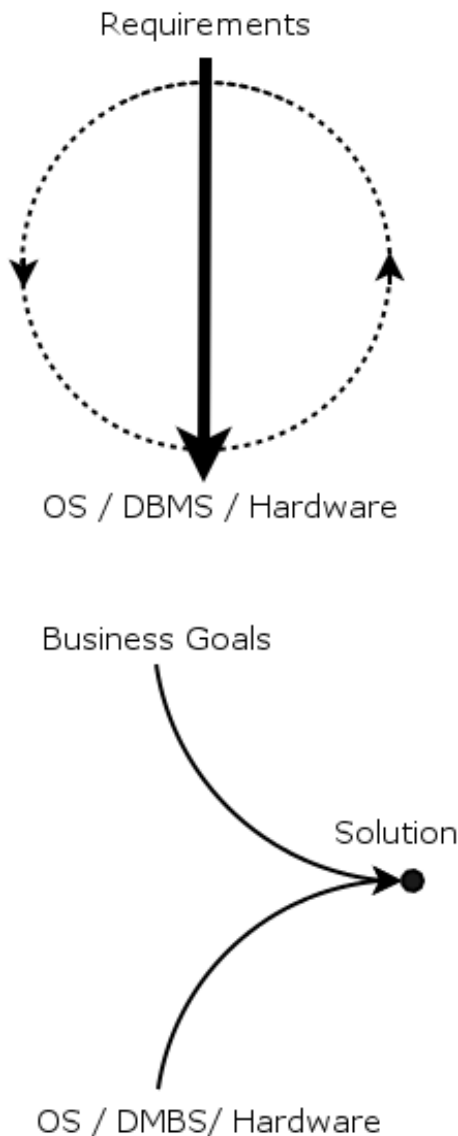 Requirements
OS / DBMS / Hardware
Business Goals
Solution
OS / DMBS/ Hardware